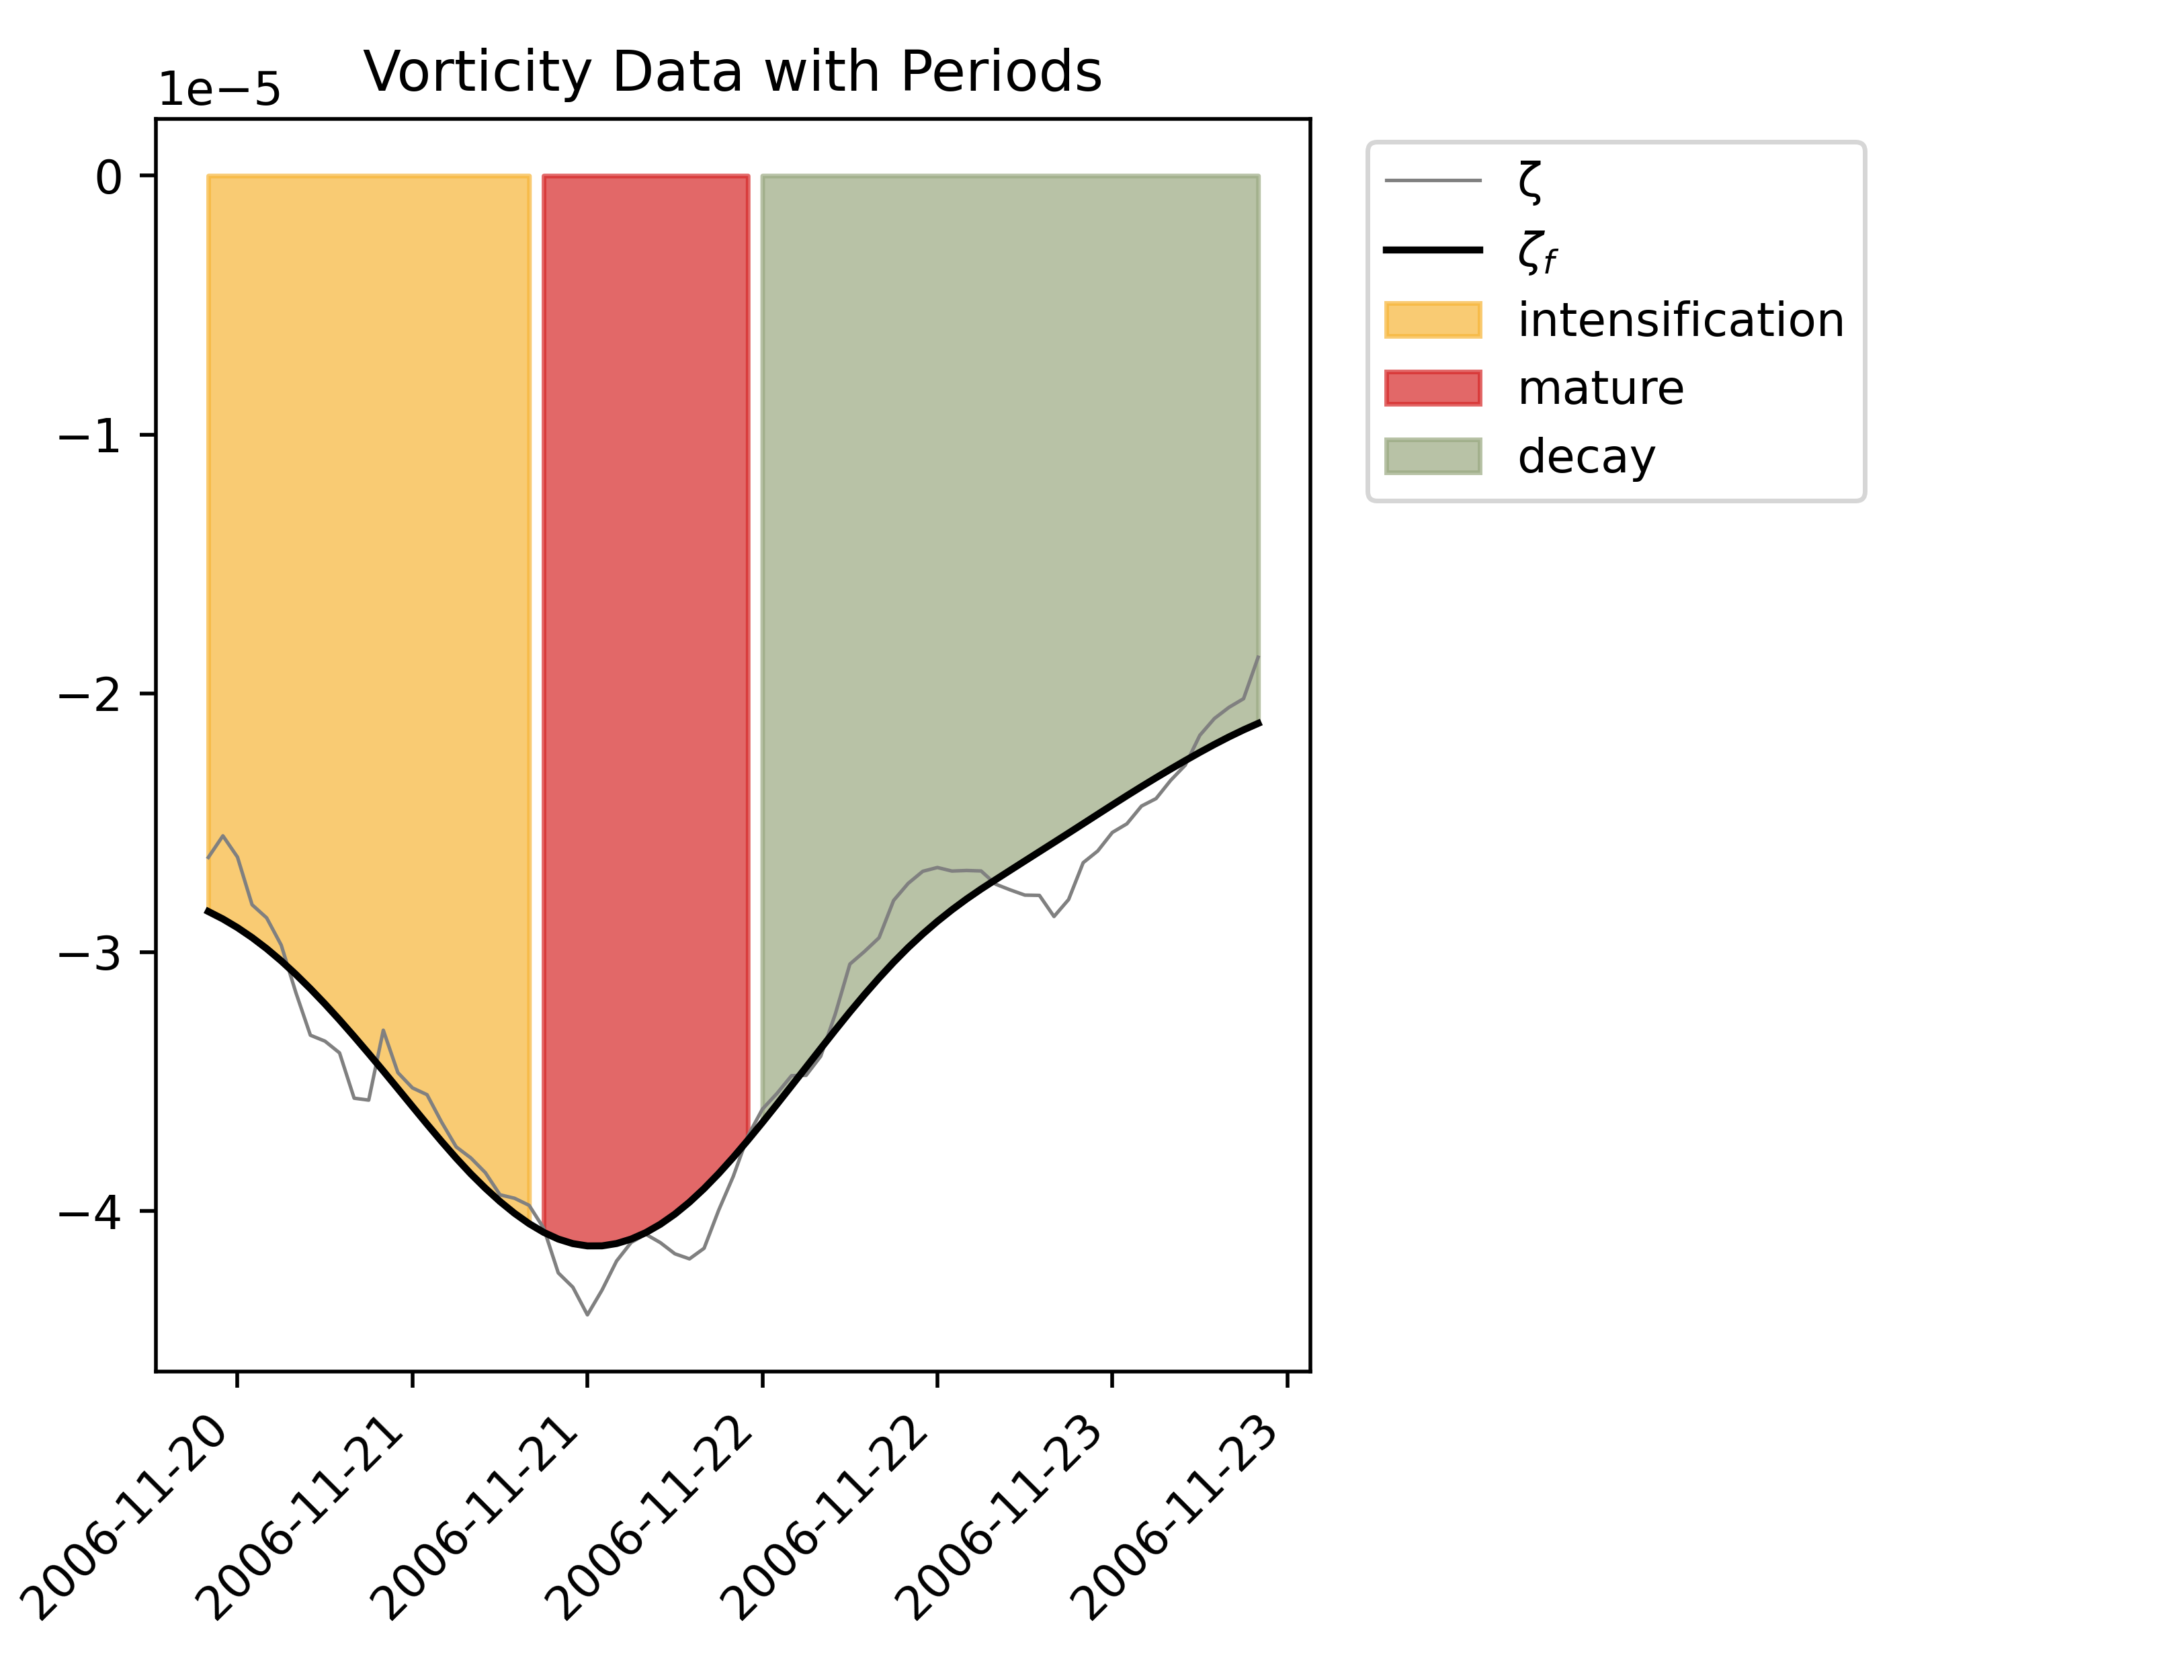 Vorticity Data with Periods
1e−5
0
−1
−2
−3
−4
2006-11-20
2006-11-21
2006-11-21
2006-11-22
2006-11-22
2006-11-23
2006-11-23
ζ
ζf
intensification
mature
decay